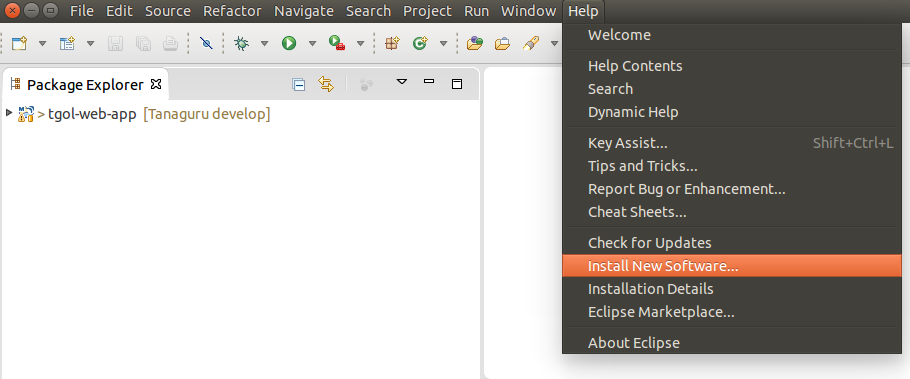 File Edit Source Refactor Navigate Search Project Run Window Help
Package Explorer
> tgol-web-app [Tanaguru develop]
Welcome
Help Contents
Search
Dynamic Help
Key Assist... Shift+Ctrl+L
Tips and Tricks...
Report Bug or Enhancement...
Cheat Sheets...
Check for Updates
Install New Software...
Installation Details
Eclipse Marketplace...
About Eclipse